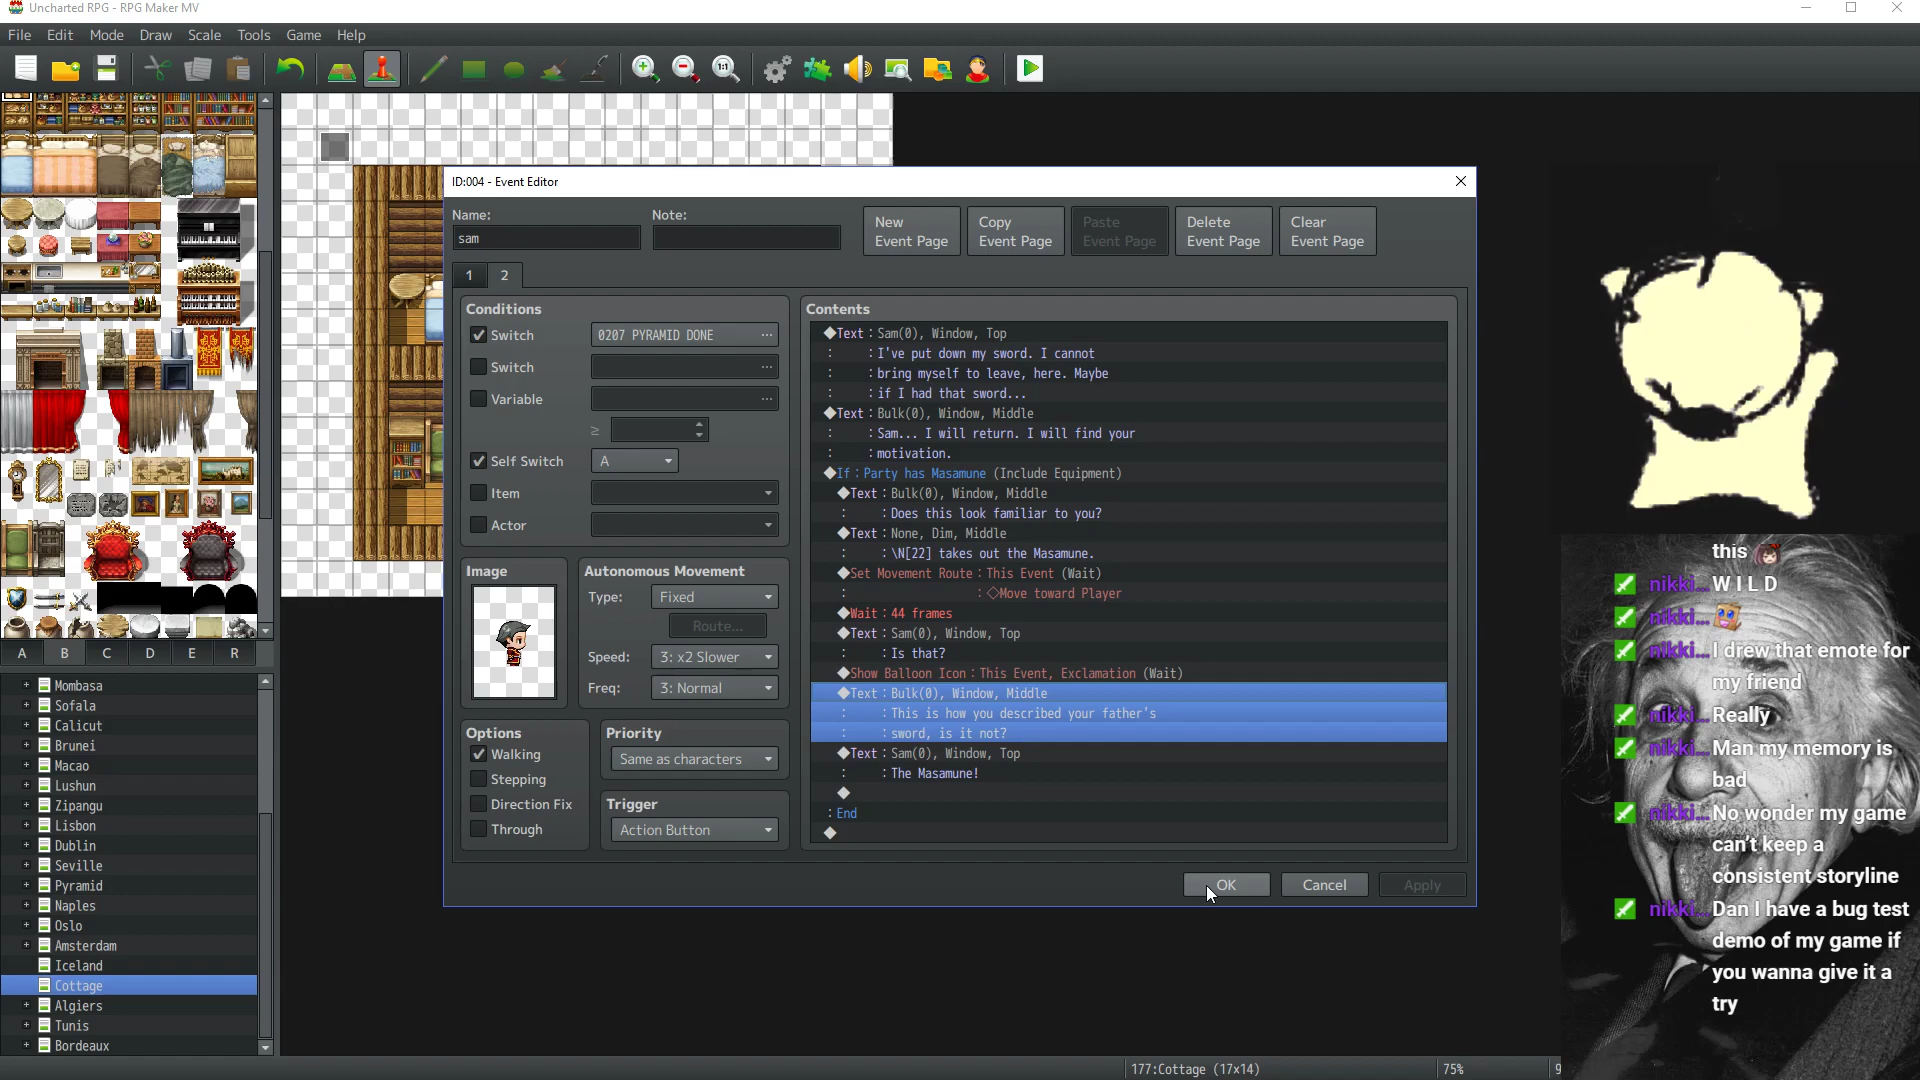 Uncharted RPG - RPG Maker MV
File Edit Mode Draw Scale Tools Game Help
1:1
ID:004 - Event Editor
Name:
Note:
sam
New
Event Page
Copy
Event Page
Paste
Event Page
Delete
Event Page
Clear
Event Page
1 2
Conditions
Switch 0207 PYRAMID DONE ...
Switch ...
Variable ...
≥
Self Switch A
Item
Actor
Image
Autonomous Movement
Type: Fixed
Route...
Speed: 3: x2 Slower
Freq: 3: Normal
Options
Walking
Stepping
Direction Fix
Through
Priority
Same as characters
Trigger
Action Button
Contents
◆Text : Sam(0), Window, Top
: : I've put down my sword. I cannot
: : bring myself to leave, here. Maybe
: : if I had that sword...
◆Text : Bulk(0), Window, Middle
: : Sam... I will return. I will find your
: : motivation.
◆If : Party has Masamune (Include Equipment)
◆Text : Bulk(0), Window, Middle
: : Does this look familiar to you?
◆Text : None, Dim, Middle
: : \N[22] takes out the Masamune.
◆Set Movement Route : This Event (Wait)
: : ◇Move toward Player
◆Wait : 44 frames
◆Text : Sam(0), Window, Top
: : Is that?
◆Show Balloon Icon : This Event, Exclamation (Wait)
◆Text : Bulk(0), Window, Middle
: : This is how you described your father's
: : sword, is it not?
◆Text : Sam(0), Window, Top
: : The Masamune!
◆
: End
◆
OK
Cancel
Apply
A B C D E R
Mombasa
Sofala
Calicut
Brunei
Macao
Lushun
Zipangu
Lisbon
Dublin
Seville
Pyramid
Naples
Oslo
Amsterdam
Iceland
Cottage
Algiers
Tunis
Bordeaux
177:Cottage (17x14)
75%
9
this
nikki... W I L D
nikki...
nikki... I drew that emote for
my friend
nikki... Really
nikki... Man my memory is
bad
nikki... No wonder my game
can't keep a
consistent storyline
nikki... Dan I have a bug test
demo of my game if
you wanna give it a
try